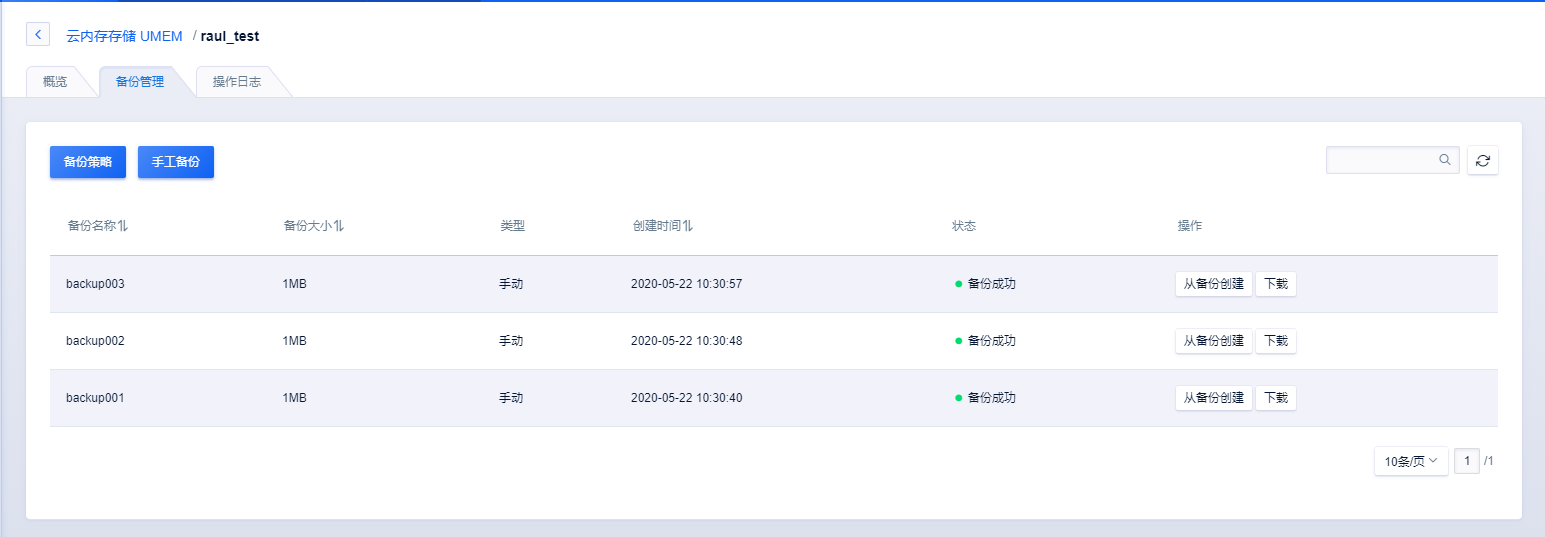 云内存存储 UMEM / raul_test
概览 备份管理 操作日志
备份策略 手工备份
备份名称 备份大小 类型 创建时间 状态 操作
backup003 1MB 手动 2020-05-22 10:30:57 备份成功 从备份创建 下载
backup002 1MB 手动 2020-05-22 10:30:48 备份成功 从备份创建 下载
backup001 1MB 手动 2020-05-22 10:30:40 备份成功 从备份创建 下载
10条/页 1 /1